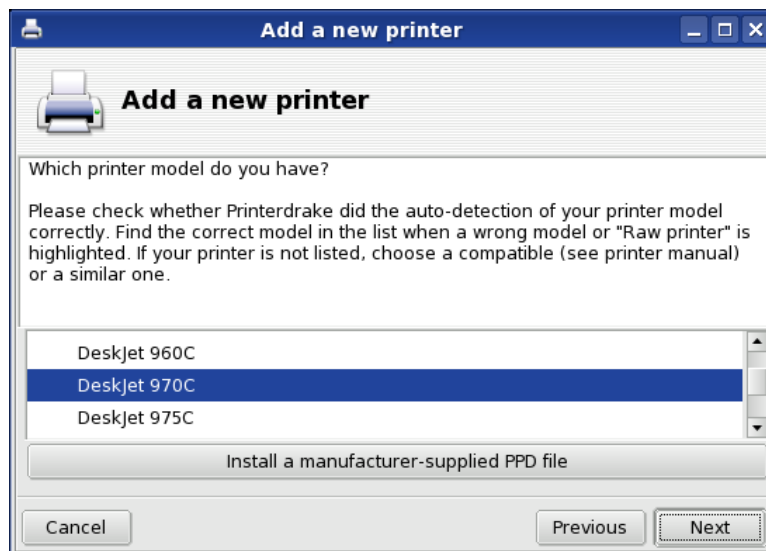 Add a new printer
Add a new printer
Which printer model do you have?
Please check whether Printerdrake did the auto-detection of your printer model
correctly. Find the correct model in the list when a wrong model or "Raw printer" is
highlighted. If your printer is not listed, choose a compatible (see printer manual)
or a similar one.
DeskJet 960C
DeskJet 970C
DeskJet 975C
Install a manufacturer-supplied PPD file
Cancel
Previous
Next